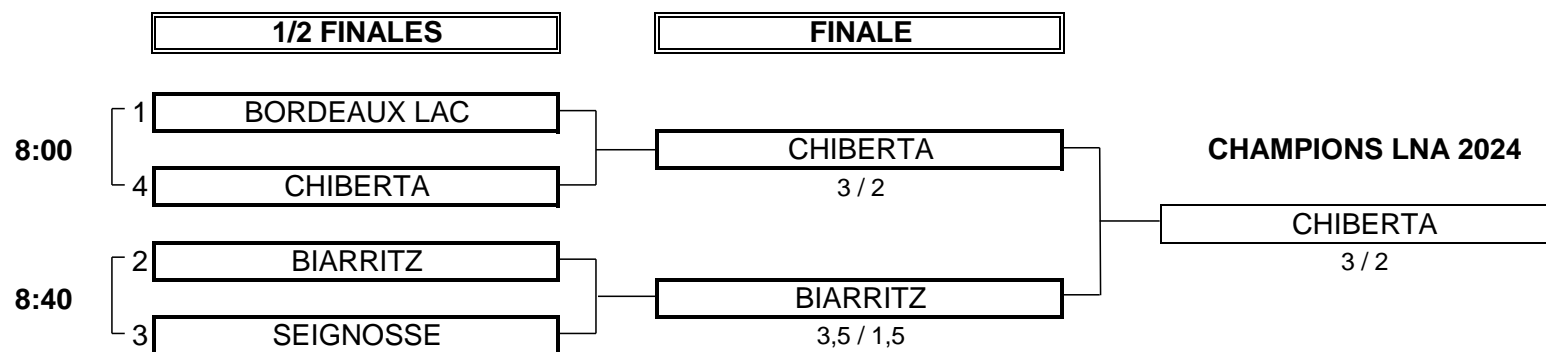 1/2 FINALES
FINALE
1
BORDEAUX LAC
8:00
CHIBERTA
CHAMPIONS LNA 2024
4
CHIBERTA
3 / 2
CHIBERTA
2
BIARRITZ
3 / 2
8:40
BIARRITZ
3
SEIGNOSSE
3,5 / 1,5